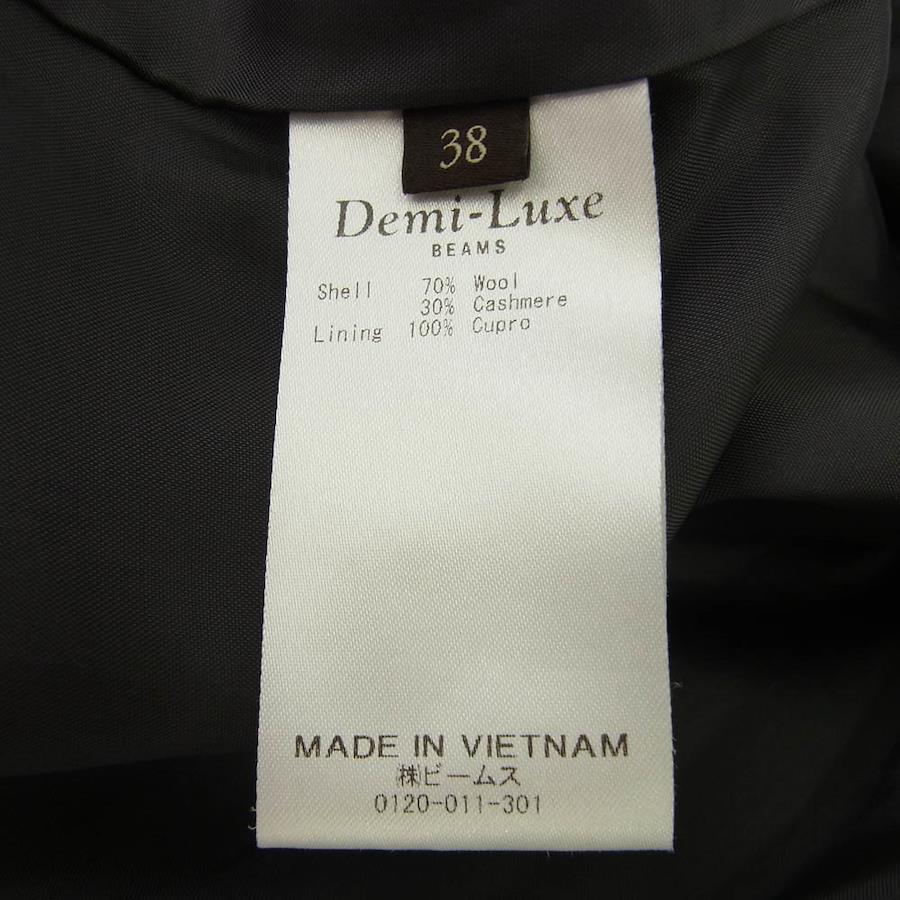 38
Demi-Luxe
BEAMS
Shell 70% Wool
30% Cashmere
Lining 100% Cupro
MADE IN VIETNAM
㈱ビームス
0120-011-301